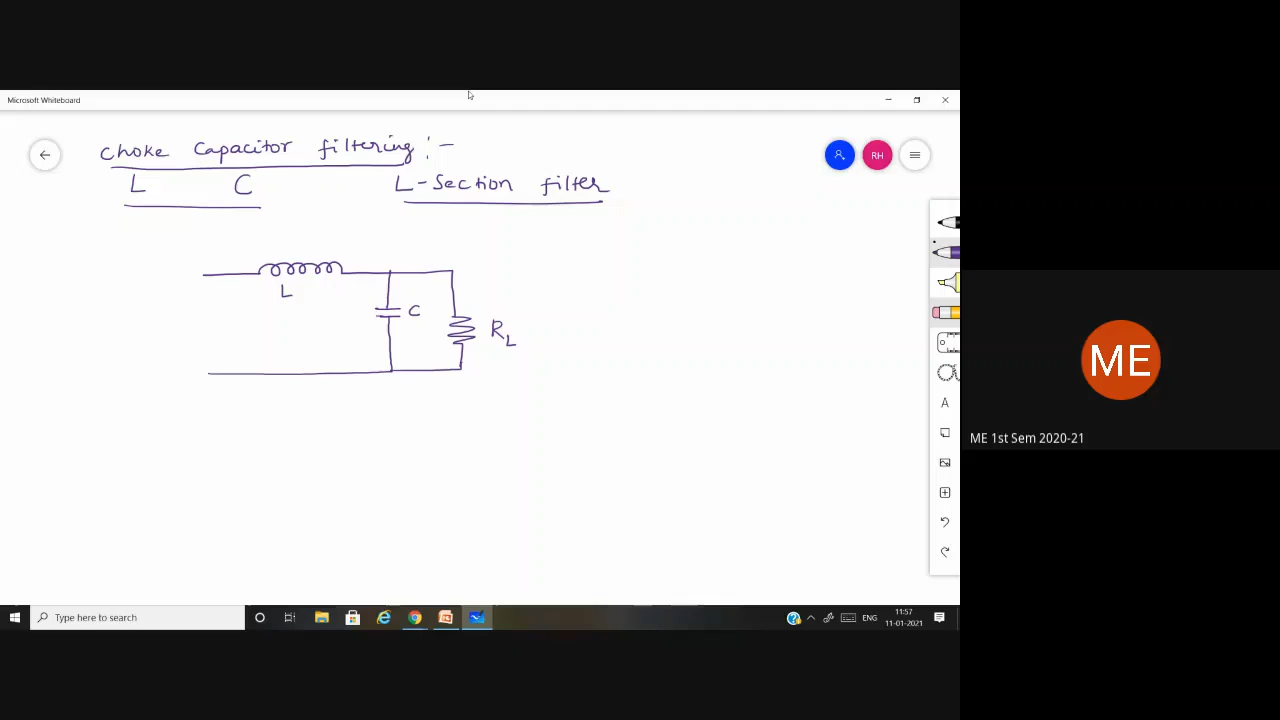 Microsoft Whiteboard
Choke Capacitor filtering :-
L C L-Section filter
RH
L
C
RL
A
ME
ME 1st Sem 2020-21
Type here to search
ENG
11:57
11-01-2021